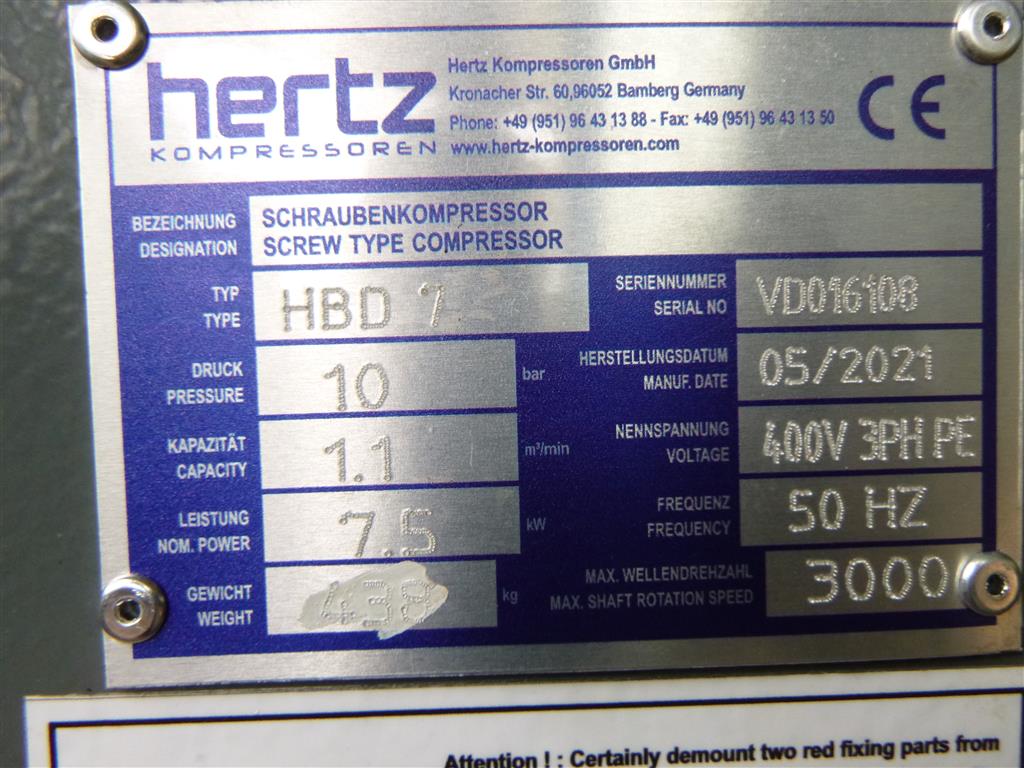 hertz
KOMPRESSOREN
Hertz Kompressoren GmbH
Kronacher Str. 60,96052 Bamberg Germany
Phone: +49 (951) 96 43 13 88 - Fax: +49 (951) 96 43 13 50
www.hertz-kompressoren.com
CE
BEZEICHNUNG
DESIGNATION
SCHRAUBENKOMPRESSOR
SCREW TYPE COMPRESSOR
TYP
TYPE
HBD 7
SERIENNUMMER
SERIAL NO
VD016108
DRUCK
PRESSURE
10
bar
HERSTELLUNGSDATUM
MANUF. DATE
05/2021
KAPAZITÄT
CAPACITY
1.1
m³/min
NENNSPANNUNG
VOLTAGE
400V 3PH PE
LEISTUNG
NOM. POWER
7.5
kW
FREQUENZ
FREQUENCY
50 HZ
GEWICHT
WEIGHT
kg
MAX. WELLENDREHZAHL
MAX. SHAFT ROTATION SPEED
3000
Attention ! : Certainly demount two red fixing parts from